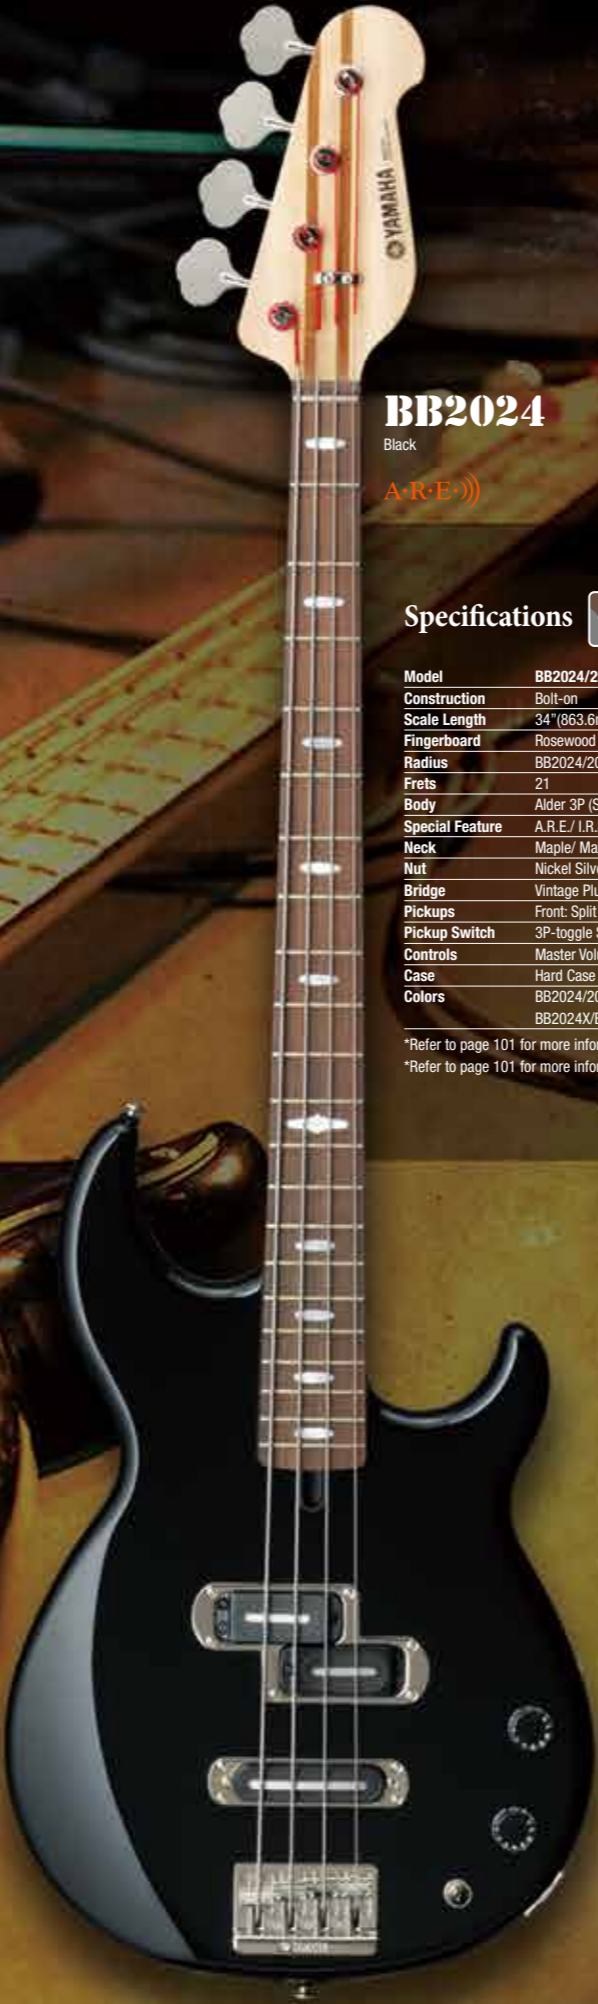 YAMAHA
BB2024
Black
A·R·E·)))
Specifications
Model BB2024/2
Construction Bolt-on
Scale Length 34"(863.6
Fingerboard Rosewood
Radius BB2024/20
Frets 21
Body Alder 3P (S
Special Feature A.R.E./ I.R.
Neck Maple/ Ma
Nut Nickel Silv
Bridge Vintage Plu
Pickups Front: Split
Pickup Switch 3P-toggle S
Controls Master Vol
Case Hard Case
Colors BB2024/20
BB2024X/B
*Refer to page 101 for more infor
*Refer to page 101 for more infor